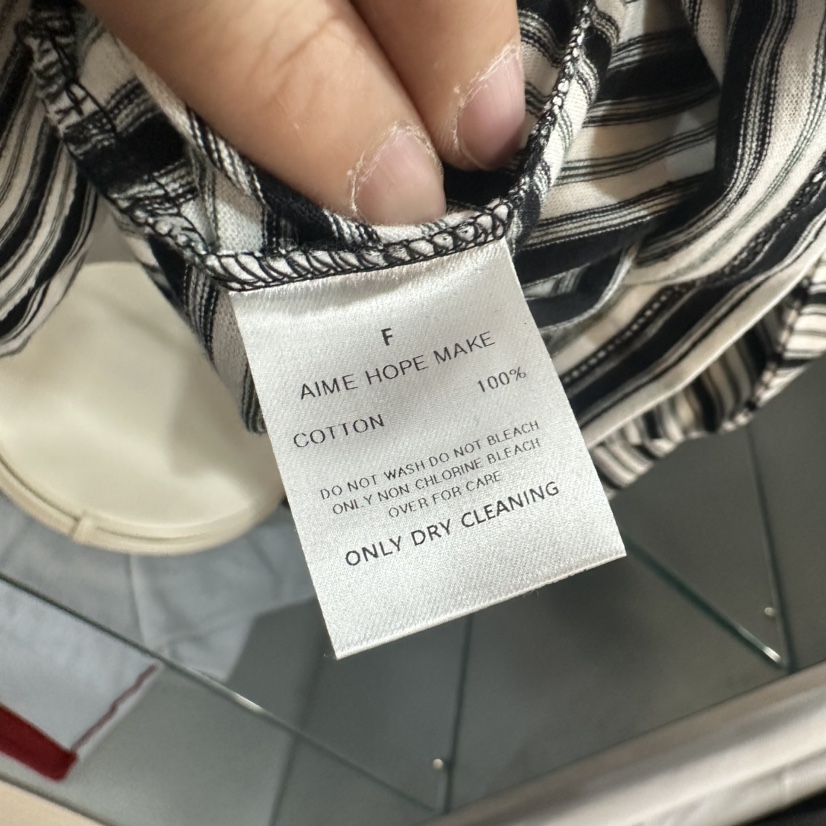 F
AIME HOPE MAKE
100%
COTTON
DO NOT WASH DO NOT BLEACH
ONLY NON CHLORINE BLEACH
OVER FOR CARE
ONLY DRY CLEANING